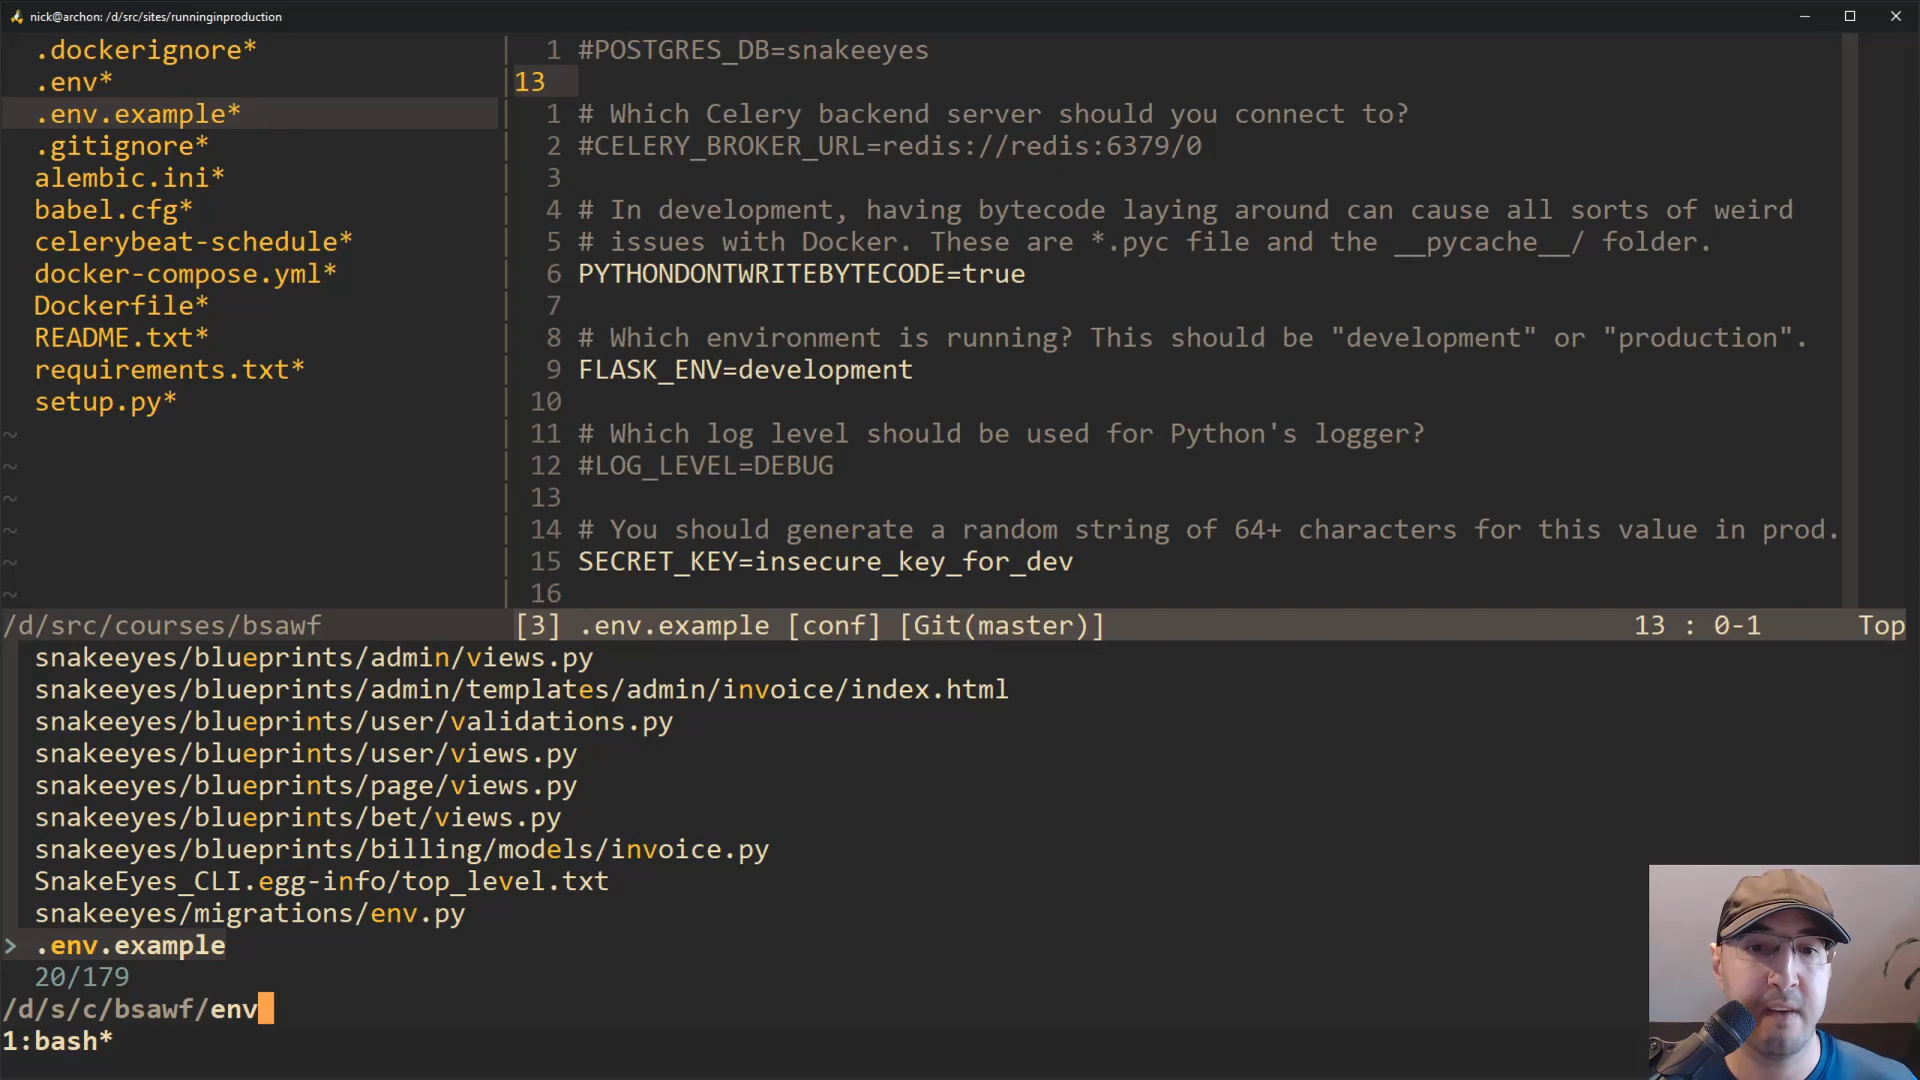 nick@archon: /d/src/sites/runninginproduction
.dockerignore*
.env*
.env.example*
.gitignore*
alembic.ini*
babel.cfg*
celerybeat-schedule*
docker-compose.yml*
Dockerfile*
README.txt*
requirements.txt*
setup.py*
~
~
~
~
~
~
/d/src/courses/bsawf
1 #POSTGRES_DB=snakeeyes
13
1 # Which Celery backend server should you connect to?
2 #CELERY_BROKER_URL=redis://redis:6379/0
3
4 # In development, having bytecode laying around can cause all sorts of weird
5 # issues with Docker. These are *.pyc file and the __pycache__/ folder.
6 PYTHONDONTWRITEBYTECODE=true
7
8 # Which environment is running? This should be "development" or "production".
9 FLASK_ENV=development
10
11 # Which log level should be used for Python's logger?
12 #LOG_LEVEL=DEBUG
13
14 # You should generate a random string of 64+ characters for this value in prod.
15 SECRET_KEY=insecure_key_for_dev
16
[3] .env.example [conf] [Git(master)] 13 : 0-1 Top
snakeeyes/blueprints/admin/views.py
snakeeyes/blueprints/admin/templates/admin/invoice/index.html
snakeeyes/blueprints/user/validations.py
snakeeyes/blueprints/user/views.py
snakeeyes/blueprints/page/views.py
snakeeyes/blueprints/bet/views.py
snakeeyes/blueprints/billing/models/invoice.py
SnakeEyes_CLI.egg-info/top_level.txt
snakeeyes/migrations/env.py
> .env.example
20/179
/d/s/c/bsawf/env
1:bash*